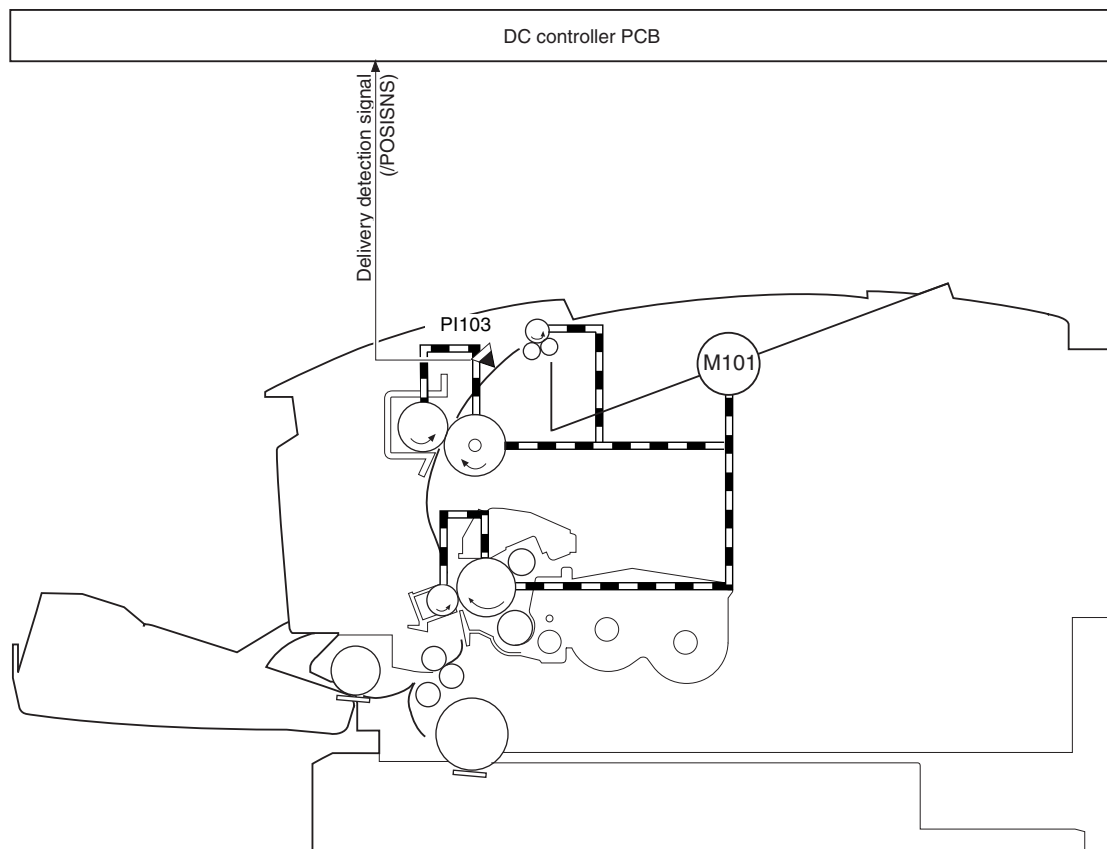 DC controller PCB
Delivery detection signal
(/POSISNS)
PI103
M101